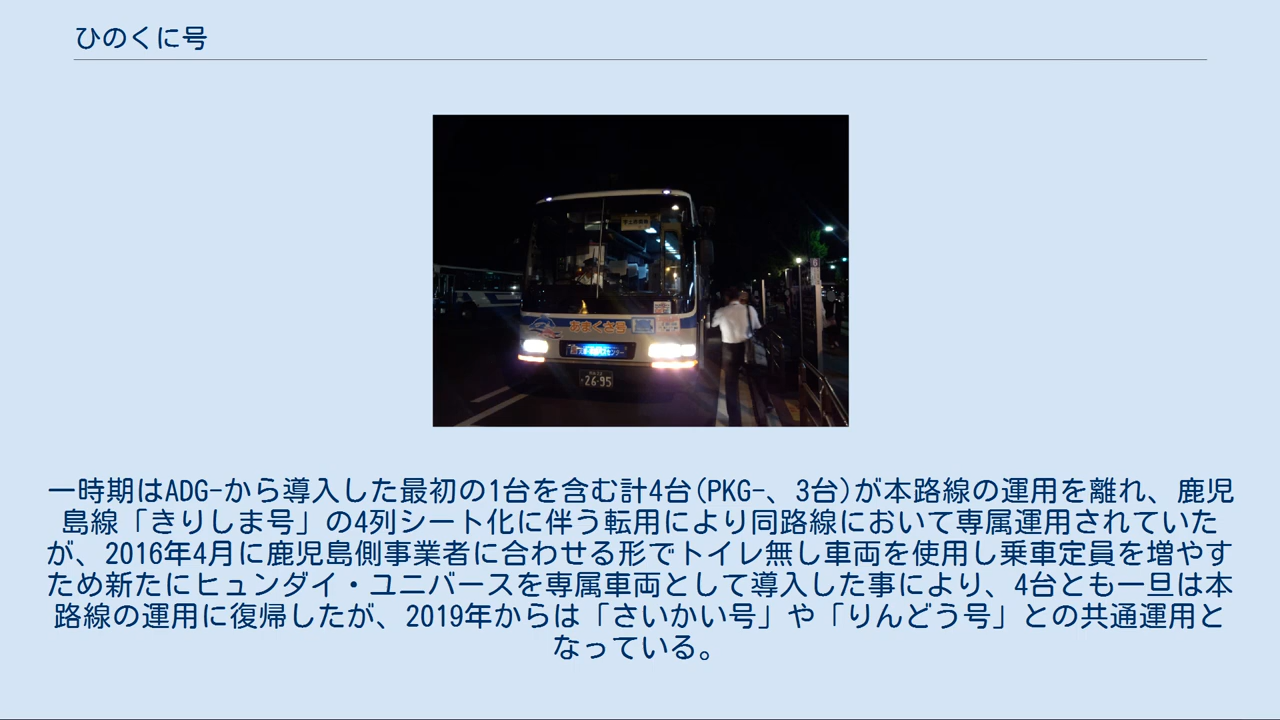 ひのくに号
あまくさ号
26-95
一時期はADG-から導入した最初の1台を含む計4台(PKG-、3台)が本路線の運用を離れ、鹿児
島線「きりしま号」の4列シート化に伴う転用により同路線において専属運用されていた
が、2016年4月に鹿児島側事業者に合わせる形でトイレ無し車両を使用し乗車定員を増やす
ため新たにヒュンダイ・ユニバースを専属車両として導入した事により、4台とも一旦は本
路線の運用に復帰したが、2019年からは「さいかい号」や「りんどう号」との共通運用と
なっている。